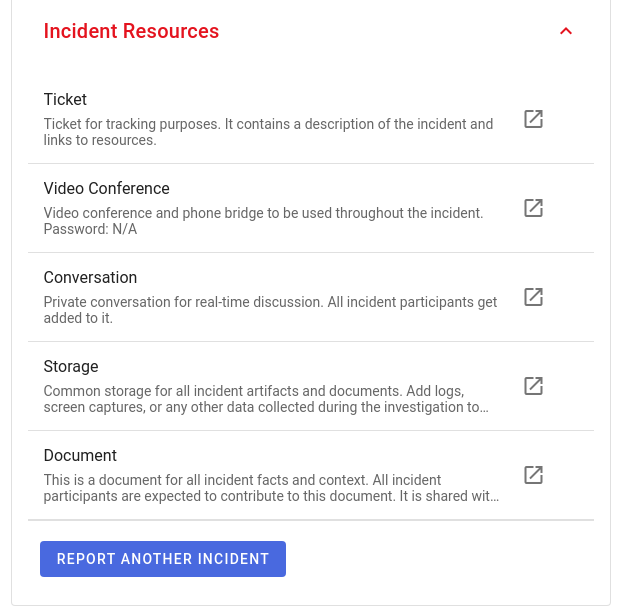 Incident Resources
Ticket
Ticket for tracking purposes. It contains a description of the incident and
links to resources.
Video Conference
Video conference and phone bridge to be used throughout the incident.
Password: N/A
Conversation
Private conversation for real-time discussion. All incident participants get
added to it.
Storage
Common storage for all incident artifacts and documents. Add logs,
screen captures, or any other data collected during the investigation to…
Document
This is a document for all incident facts and context. All incident
participants are expected to contribute to this document. It is shared wit…
REPORT ANOTHER INCIDENT